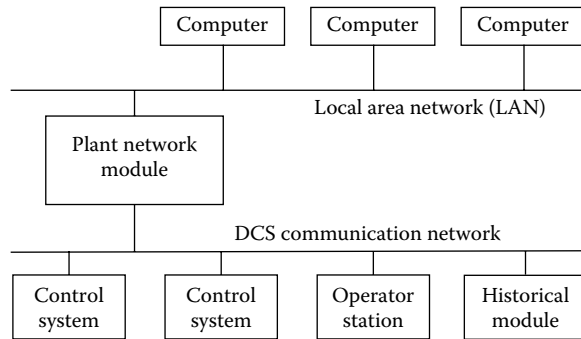 Computer
Computer
Computer
Local area network (LAN)
Plant network
module
DCS communication network
Control
system
Control
system
Operator
station
Historical
module